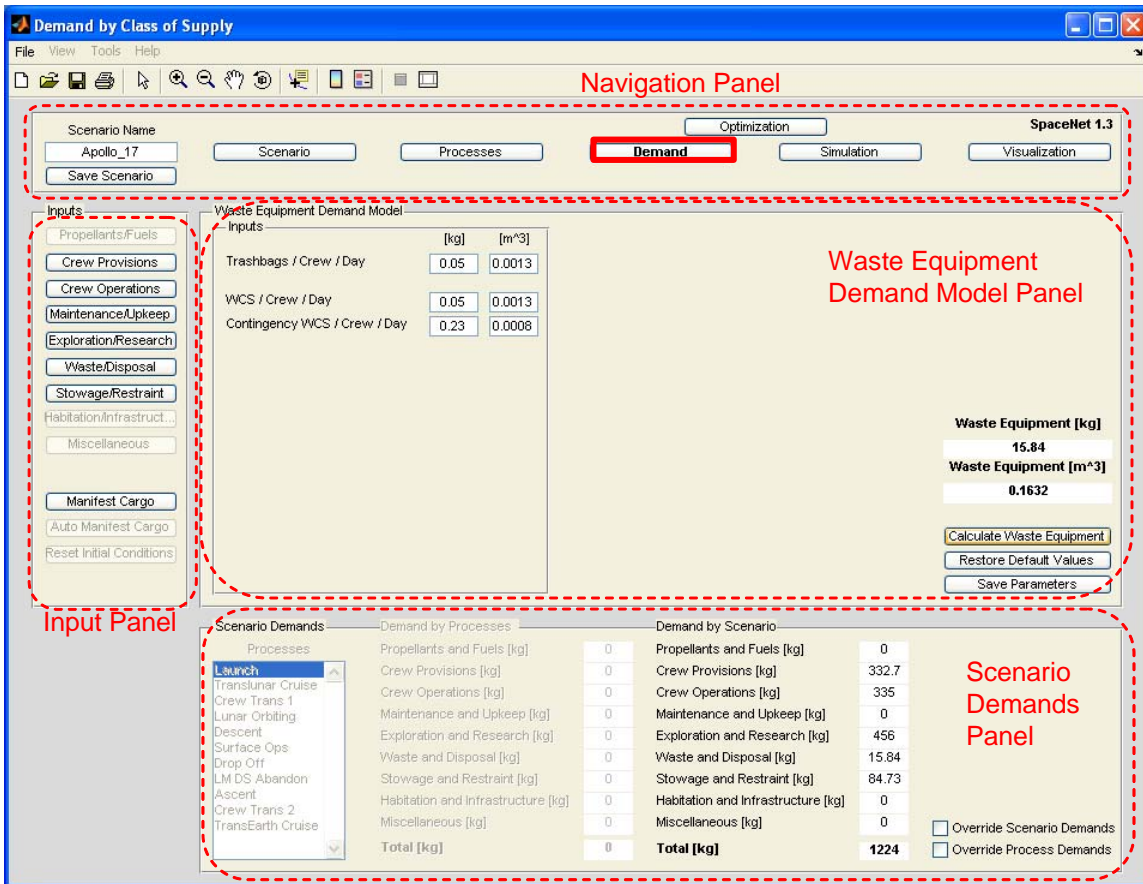 Demand by Class of Supply
File View Tools Help
Navigation Panel
Scenario Name
Optimization
SpaceNet 1.3
Apollo_17
Scenario
Processes
Demand
Simulation
Visualization
Save Scenario
Inputs
Propellants/Fuels
Crew Provisions
Crew Operations
Maintenance/Upkeep
Exploration/Research
Waste/Disposal
Stowage/Restraint
Habitation/Infrastruct...
Miscellaneous
Manifest Cargo
Auto Manifest Cargo
Reset Initial Conditions
Input Panel
Waste Equipment Demand Model
Inputs
[kg] [m^3]
Trashbags / Crew / Day 0.05 0.0013
WCS / Crew / Day 0.05 0.0013
Contingency WCS / Crew / Day 0.23 0.0008
Waste Equipment
Demand Model Panel
Waste Equipment [kg]
15.84
Waste Equipment [m^3]
0.1632
Calculate Waste Equipment
Restore Default Values
Save Parameters
Scenario Demands
Processes
Launch
Translunar Cruise
Crew Trans 1
Lunar Orbiting
Descent
Surface Ops
Drop Off
LM DS Abandon
Ascent
Crew Trans 2
TransEarth Cruise
Demand by Processes
Propellants and Fuels [kg] 0
Crew Provisions [kg] 0
Crew Operations [kg] 0
Maintenance and Upkeep [kg] 0
Exploration and Research [kg] 0
Waste and Disposal [kg] 0
Stowage and Restraint [kg] 0
Habitation and Infrastructure [kg] 0
Miscellaneous [kg] 0
Total [kg] 0
Demand by Scenario
Propellants and Fuels [kg] 0
Crew Provisions [kg] 332.7
Crew Operations [kg] 335
Maintenance and Upkeep [kg] 0
Exploration and Research [kg] 456
Waste and Disposal [kg] 15.84
Stowage and Restraint [kg] 84.73
Habitation and Infrastructure [kg] 0
Miscellaneous [kg] 0
Total [kg] 1224
Scenario
Demands
Panel
Override Scenario Demands
Override Process Demands